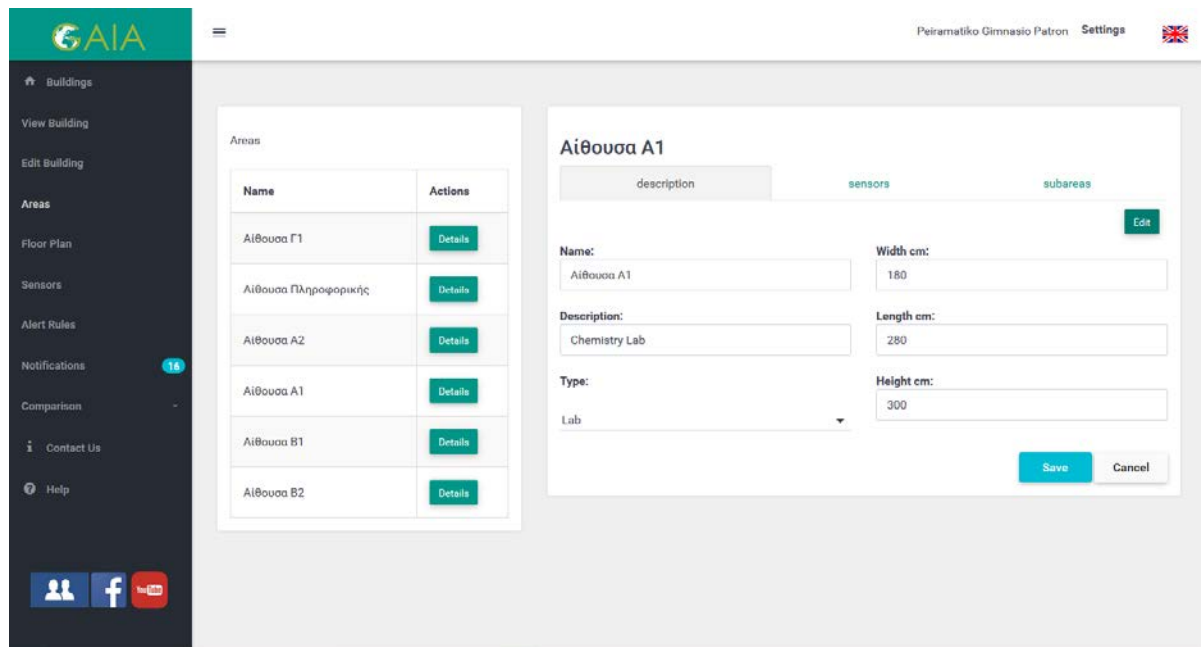 GAIA
Peiramatiko Gimnasio Patron Settings
Buildings
View Building
Edit Building
Areas
Floor Plan
Sensors
Alert Rules
Notifications 16
Comparison
Contact Us
Help
YouTube
Areas
Name Actions
Αίθουσα Γ1 Details
Αίθουσα Πληροφορικής Details
Αίθουσα Α2 Details
Αίθουσα Α1 Details
Αίθουσα Β1 Details
Αίθουσα Β2 Details
Αίθουσα Α1
description sensors subareas
Edit
Name: Width cm:
Αίθουσα Α1 180
Description: Length cm:
Chemistry Lab 280
Type: Height cm:
Lab 300
Save Cancel